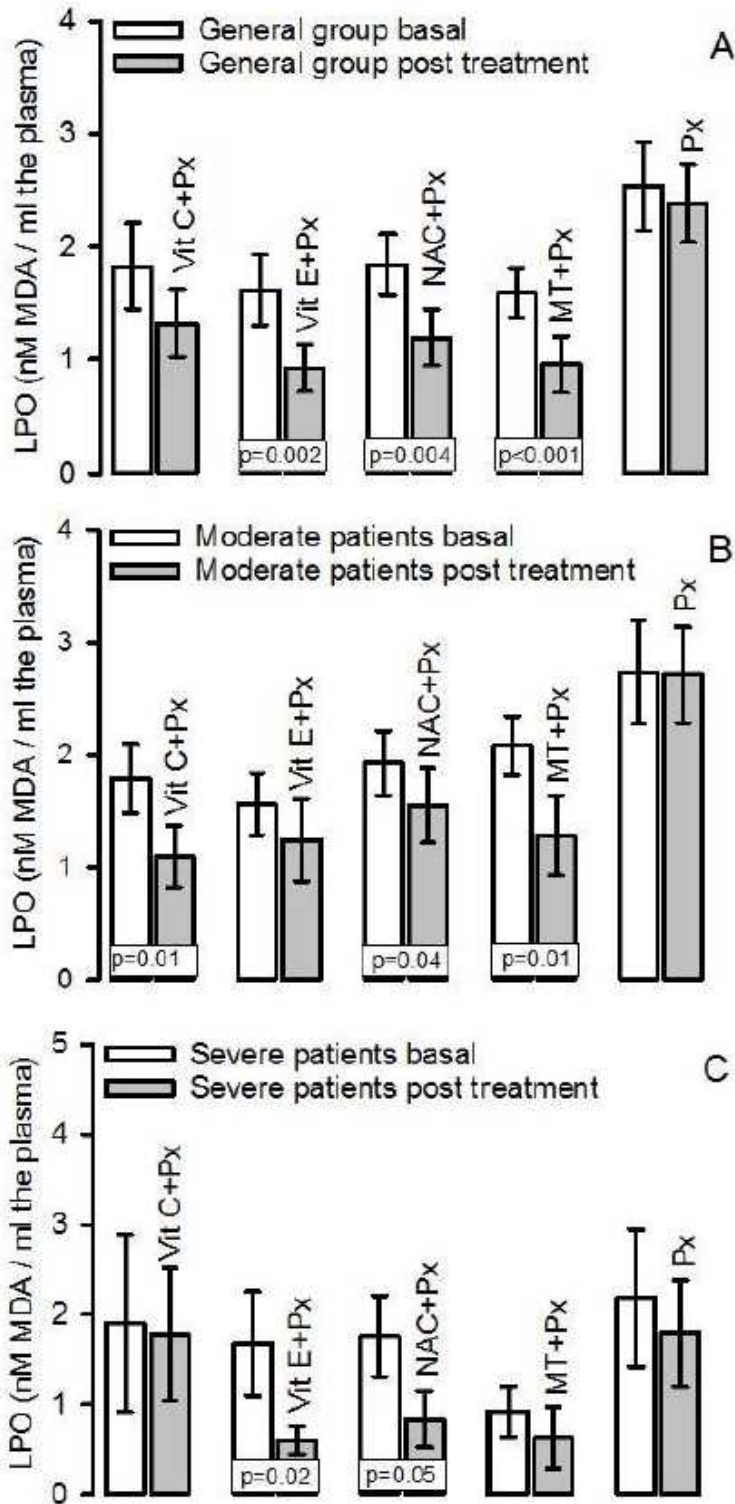 4
General group basal
General group post treatment
A
3
Vit C+Px
Vit E+Px
NAC+Px
MT+Px
Px
2
1
0
p=0.002
p=0.004
p<0.001
LPO (nM MDA / ml the plasma)
4
Moderate patients basal
Moderate patients post treatment
B
3
Vit C+Px
Vit E+Px
NAC+Px
MT+Px
Px
2
1
0
p=0.01
p=0.04
p=0.01
LPO (nM MDA / ml the plasma)
5
Severe patients basal
Severe patients post treatment
C
4
3
Vit C+Px
Vit E+Px
NAC+Px
MT+Px
Px
2
1
0
p=0.02
p=0.05
LPO (nM MDA / ml the plasma)